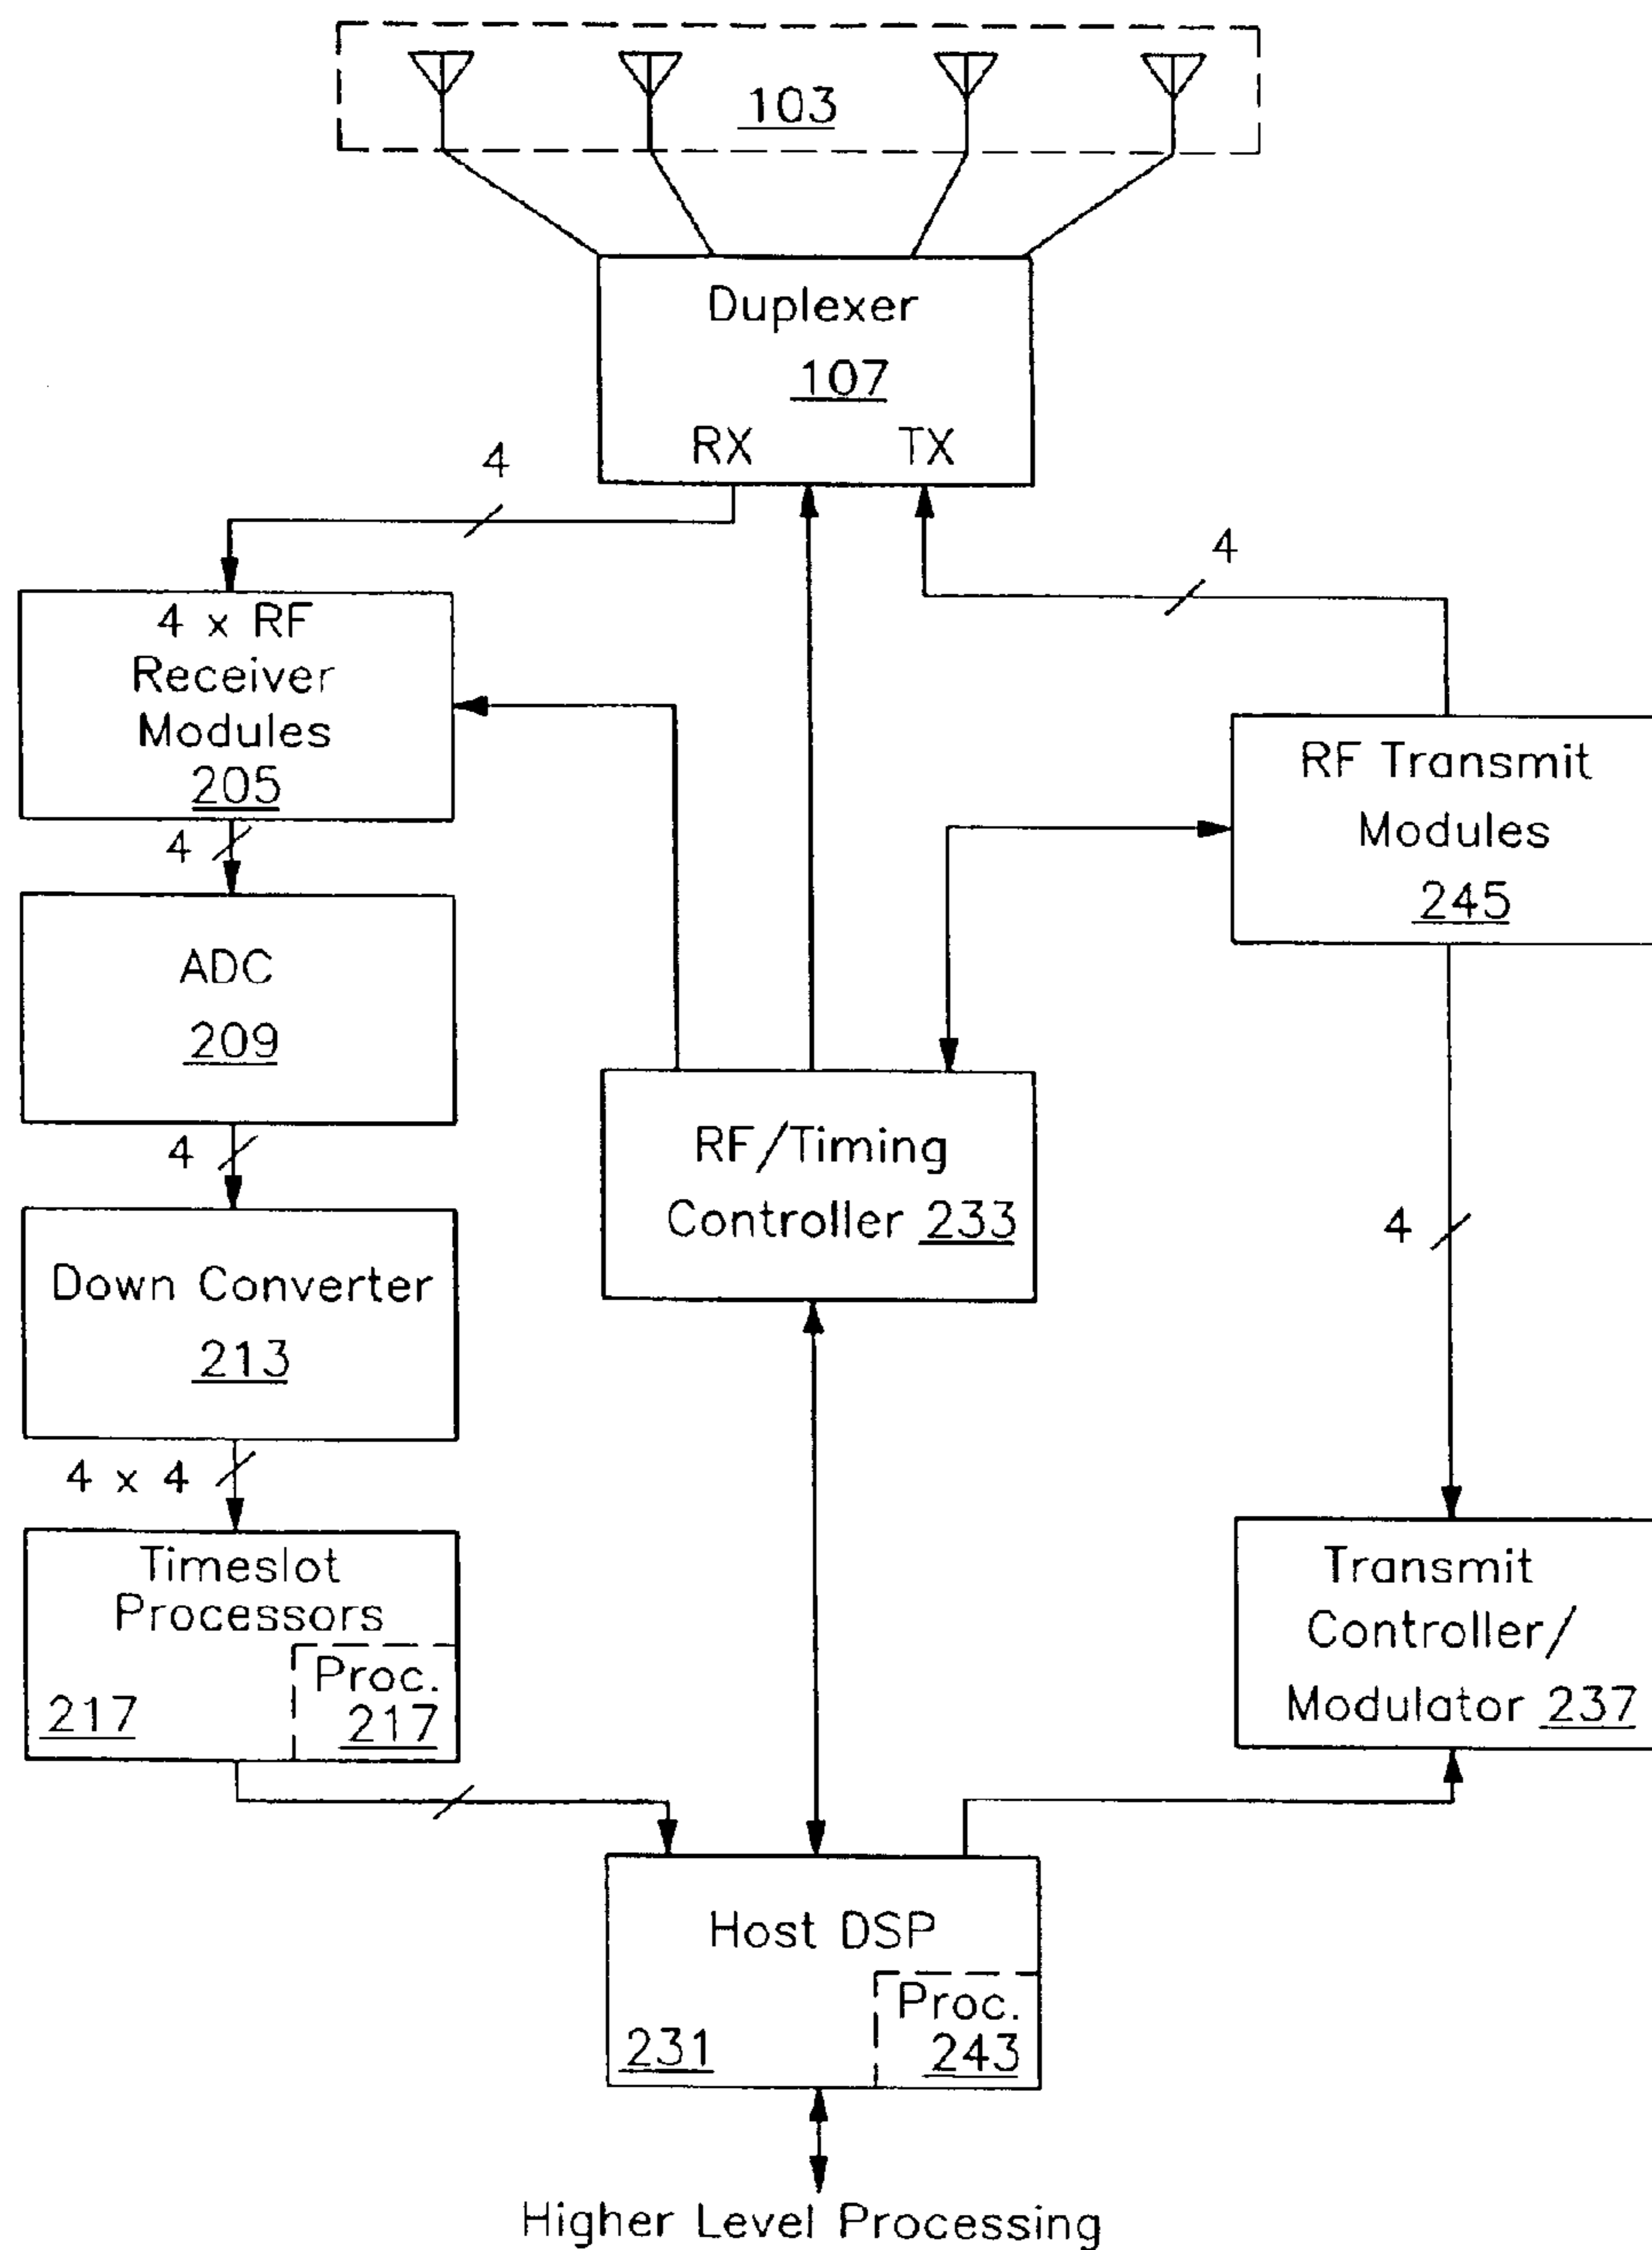 103
Duplexer
107
RX TX
4
4
4 x RF
Receiver
Modules
205
RF Transmit
Modules
245
4
ADC
209
RF/Timing
Controller 233
4
4
Down Converter
213
4 x 4
Timeslot
Processors
Proc.
217
217
Transmit
Controller/
Modulator 237
Host DSP
Proc.
243
231
Higher Level Processing